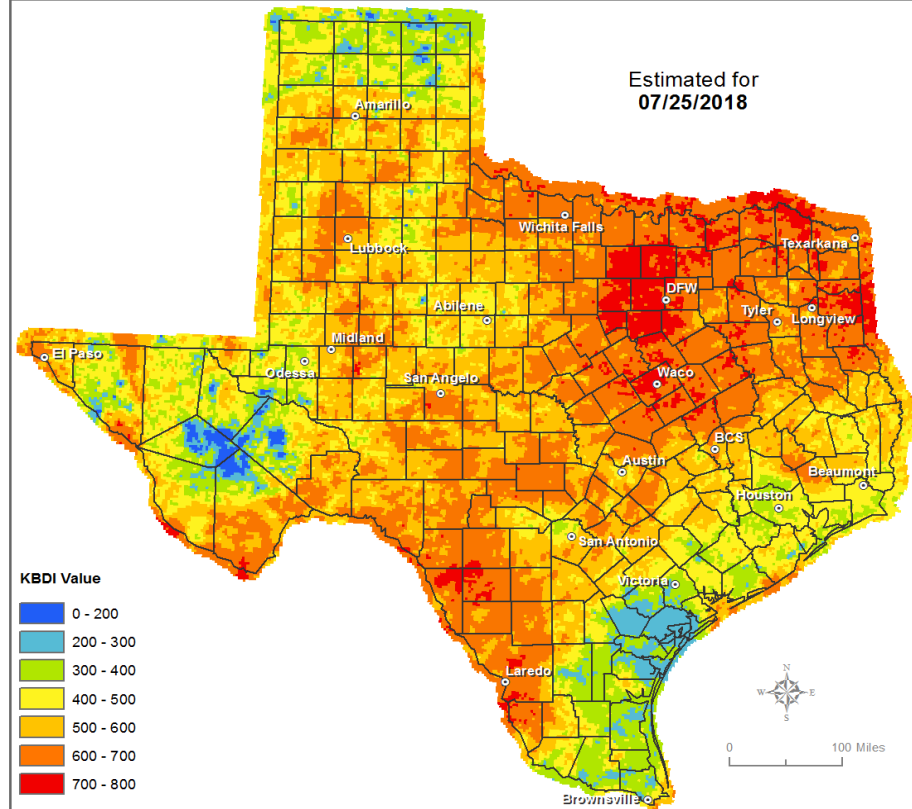 Estimated for
07/25/2018
Amarillo
Wichita Falls
Lubbock
Texarkana
DFW
Abilene
Tyler
Longview
Midland
El Paso
Odessa
San Angelo
Waco
BCS
Austin
Beaumont
Houston
San Antonio
Victoria
Laredo
Brownsville
KBDI Value
0 - 200
200 - 300
300 - 400
400 - 500
500 - 600
600 - 700
700 - 800
N
W E
S
0 100 Miles